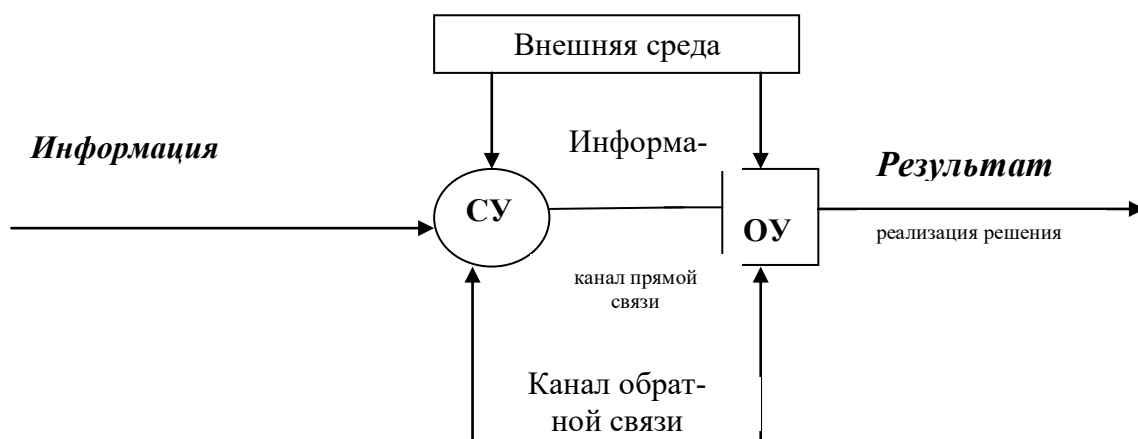 Внешняя среда
Информация
Информа-
Результат
СУ
ОУ
реализация решения
канал прямой
связи
Канал обрат-
ной связи